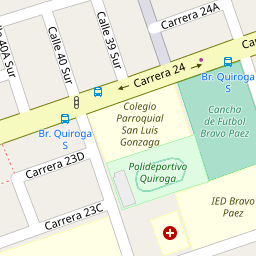 Carrera 24A
Calle 40A Sur
Calle 40 Sur
Calle 39 Sur
Carrera 24
Br. Quiroga
S
Colegio
Parroquial
San Luis
Gonzaga
Cancha
de Futbol
Bravo Paez
Br. Quiroga
S
Carrera 23D
Polideportivo
Quiroga
IED Bravo
Paez
Carrera 23C